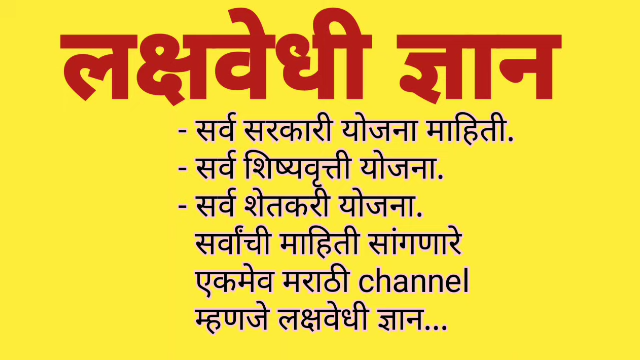 लक्षवेधी ज्ञान
- सर्व सरकारी योजना माहिती.
- सर्व शिष्यवृत्ती योजना.
- सर्व शेतकरी योजना.
सर्वांची माहिती सांगणारे
एकमेव मराठी channel
म्हणजे लक्षवेधी ज्ञान...